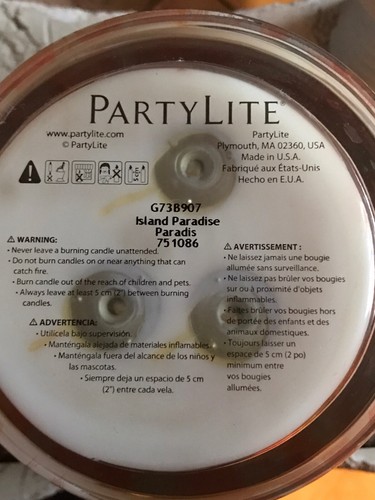 PARTYLITE®
www.partylite.com
© PartyLite
PartyLite
Plymouth, MA 02360, USA
Made in U.S.A.
Fabriqué aux États-Unis
Hecho en E.U.A.
G73B907
Island Paradise
Paradis
751086
⚠ WARNING:
• Never leave a burning candle unattended.
• Do not burn candles on or near anything that can
catch fire.
• Burn candle out of the reach of children and pets.
• Always leave at least 5 cm (2") between burning
candles.
⚠ ADVERTENCIA:
• Utilícela bajo supervisión.
• Manténgala alejada de materiales inflamables.
• Manténgala fuera del alcance de los niños y
las mascotas.
• Siempre deja un espacio de 5 cm
(2") entre cada vela.
⚠ AVERTISSEMENT :
• Ne laissez jamais une bougie
allumée sans surveillance.
• Ne laissez pas brûler vos bougies
sur ou à proximité d'objets
inflammables.
• Faites brûler vos bougies hors
de portée des enfants et des
animaux domestiques.
• Toujours laisser un
espace de 5 cm (2 po)
minimum entre
vos bougies
allumées.